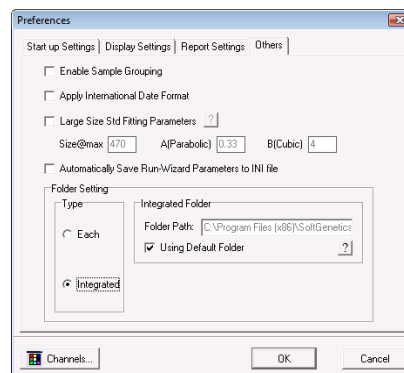 Preferences
Start up Settings Display Settings Report Settings Others
Enable Sample Grouping
Apply International Date Format
Large Size Std Fitting Parameters ?
Size@max 470 A(Parabolic) 0.33 B(Cubic) 4
Automatically Save Run-Wizard Parameters to INI file
Folder Setting
Type Integrated Folder
Folder Path: C:\Program Files (x86)\SoftGenetics
Each Using Default Folder ?
Integrated
Channels... OK Cancel